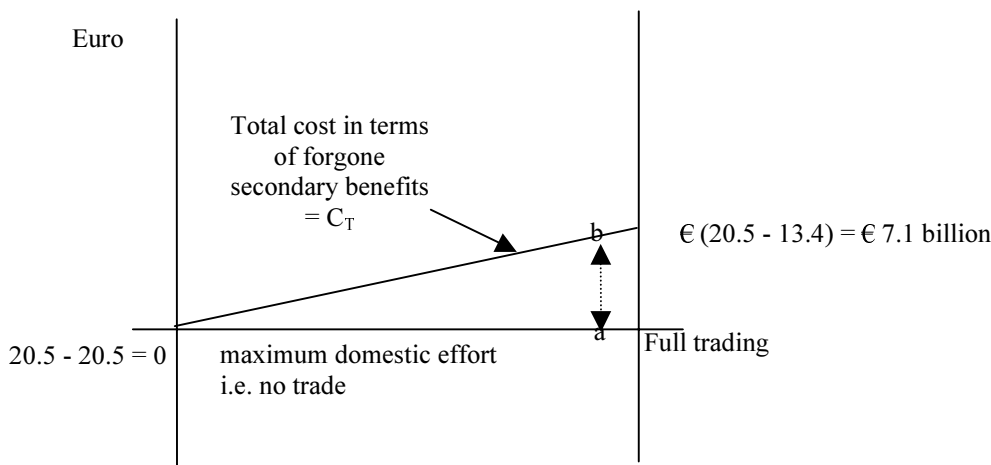 Euro
Total cost in terms
of forgone
secondary benefits
= C_T
b
€ (20.5 - 13.4) = € 7.1 billion
a
Full trading
20.5 - 20.5 = 0
maximum domestic effort
i.e. no trade